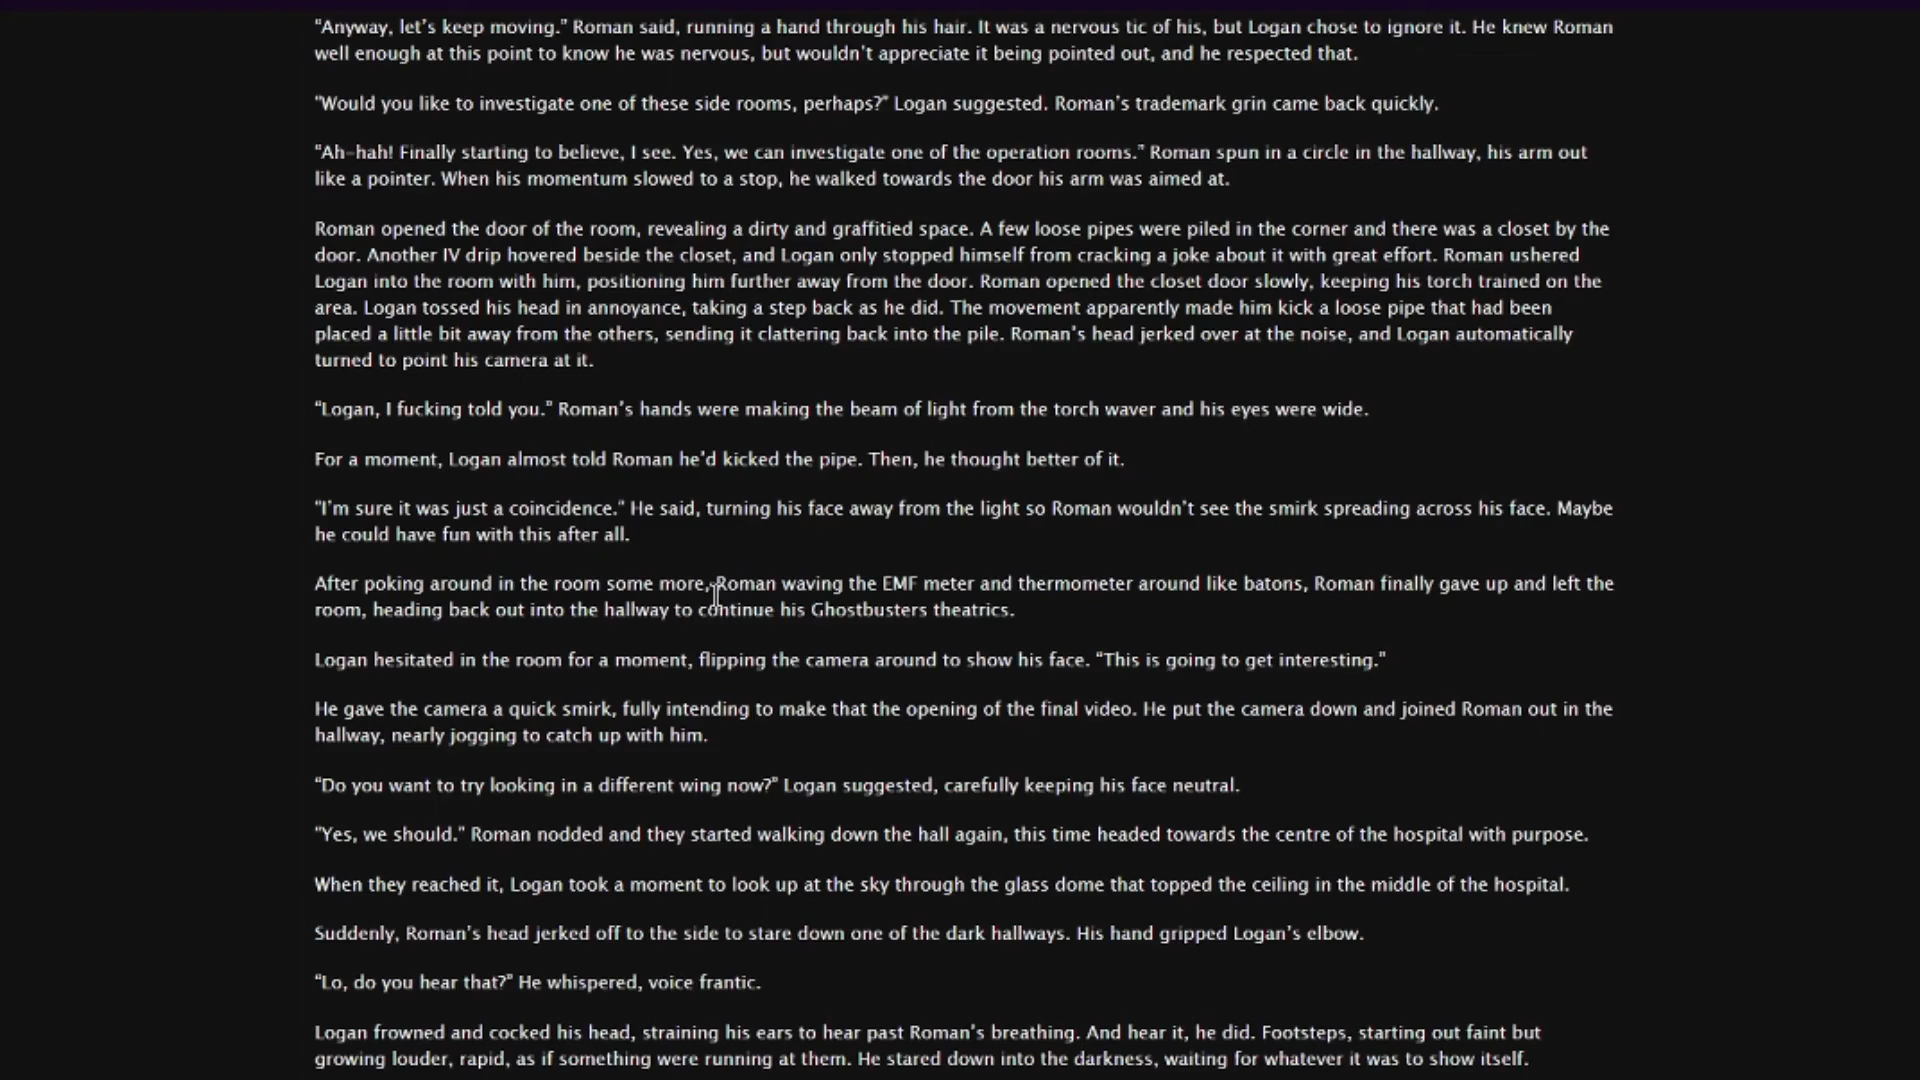 “Anyway, let’s keep moving.” Roman said, running a hand through his hair. It was a nervous tic of his, but Logan chose to ignore it. He knew Roman
well enough at this point to know he was nervous, but wouldn’t appreciate it being pointed out, and he respected that.
“Would you like to investigate one of these side rooms, perhaps?” Logan suggested. Roman’s trademark grin came back quickly.
“Ah-hah! Finally starting to believe, I see. Yes, we can investigate one of the operation rooms.” Roman spun in a circle in the hallway, his arm out
like a pointer. When his momentum slowed to a stop, he walked towards the door his arm was aimed at.
Roman opened the door of the room, revealing a dirty and graffitied space. A few loose pipes were piled in the corner and there was a closet by the
door. Another IV drip hovered beside the closet, and Logan only stopped himself from cracking a joke about it with great effort. Roman ushered
Logan into the room with him, positioning him further away from the door. Roman opened the closet door slowly, keeping his torch trained on the
area. Logan tossed his head in annoyance, taking a step back as he did. The movement apparently made him kick a loose pipe that had been
placed a little bit away from the others, sending it clattering back into the pile. Roman’s head jerked over at the noise, and Logan automatically
turned to point his camera at it.
“Logan, I fucking told you.” Roman’s hands were making the beam of light from the torch waver and his eyes were wide.
For a moment, Logan almost told Roman he’d kicked the pipe. Then, he thought better of it.
“I’m sure it was just a coincidence.” He said, turning his face away from the light so Roman wouldn’t see the smirk spreading across his face. Maybe
he could have fun with this after all.
After poking around in the room some more, Roman waving the EMF meter and thermometer around like batons, Roman finally gave up and left the
room, heading back out into the hallway to continue his Ghostbusters theatrics.
Logan hesitated in the room for a moment, flipping the camera around to show his face. “This is going to get interesting.”
He gave the camera a quick smirk, fully intending to make that the opening of the final video. He put the camera down and joined Roman out in the
hallway, nearly jogging to catch up with him.
“Do you want to try looking in a different wing now?” Logan suggested, carefully keeping his face neutral.
“Yes, we should.” Roman nodded and they started walking down the hall again, this time headed towards the centre of the hospital with purpose.
When they reached it, Logan took a moment to look up at the sky through the glass dome that topped the ceiling in the middle of the hospital.
Suddenly, Roman’s head jerked off to the side to stare down one of the dark hallways. His hand gripped Logan’s elbow.
“Lo, do you hear that?” He whispered, voice frantic.
Logan frowned and cocked his head, straining his ears to hear past Roman’s breathing. And hear it, he did. Footsteps, starting out faint but
growing louder, rapid, as if something were running at them. He stared down into the darkness, waiting for whatever it was to show itself.